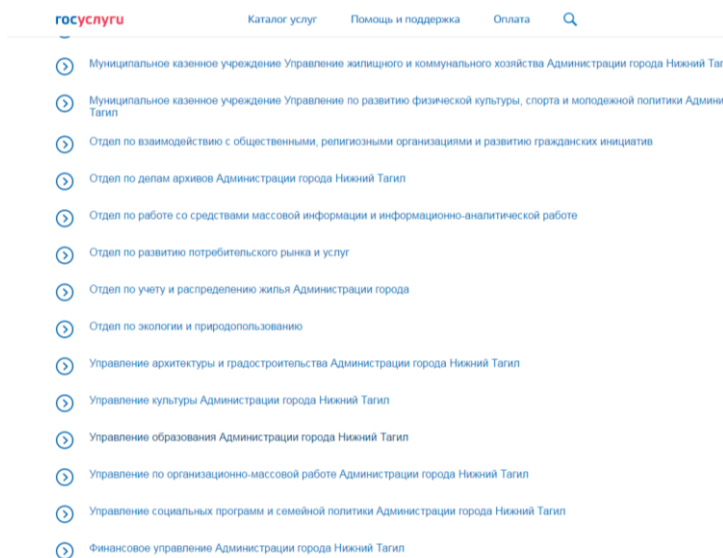 госуслуги
Каталог услуг Помощь и поддержка Оплата
Муниципальное казенное учреждение Управление жилищного и коммунального хозяйства Администрации города Нижний
Муниципальное казенное учреждение Управление по развитию физической культуры, спорта и молодежной политики
Тагил
Отдел по взаимодействию с общественными, религиозными организациями и развитию гражданских инициатив
Отдел по делам архивов Администрации города Нижний Тагил
Отдел по работе со средствами массовой информации и информационно-аналитической работе
Отдел по развитию потребительского рынка и услуг
Отдел по учету и распределению жилья Администрации города
Отдел по экологии и природопользованию
Управление архитектуры и градостроительства Администрации города Нижний Тагил
Управление культуры Администрации города Нижний Тагил
Управление образования Администрации города Нижний Тагил
Управление по организационно-массовой работе Администрации города Нижний Тагил
Управление социальных программ и семейной политики Администрации города Нижний Тагил
Финансовое управление Администрации города Нижний Тагил